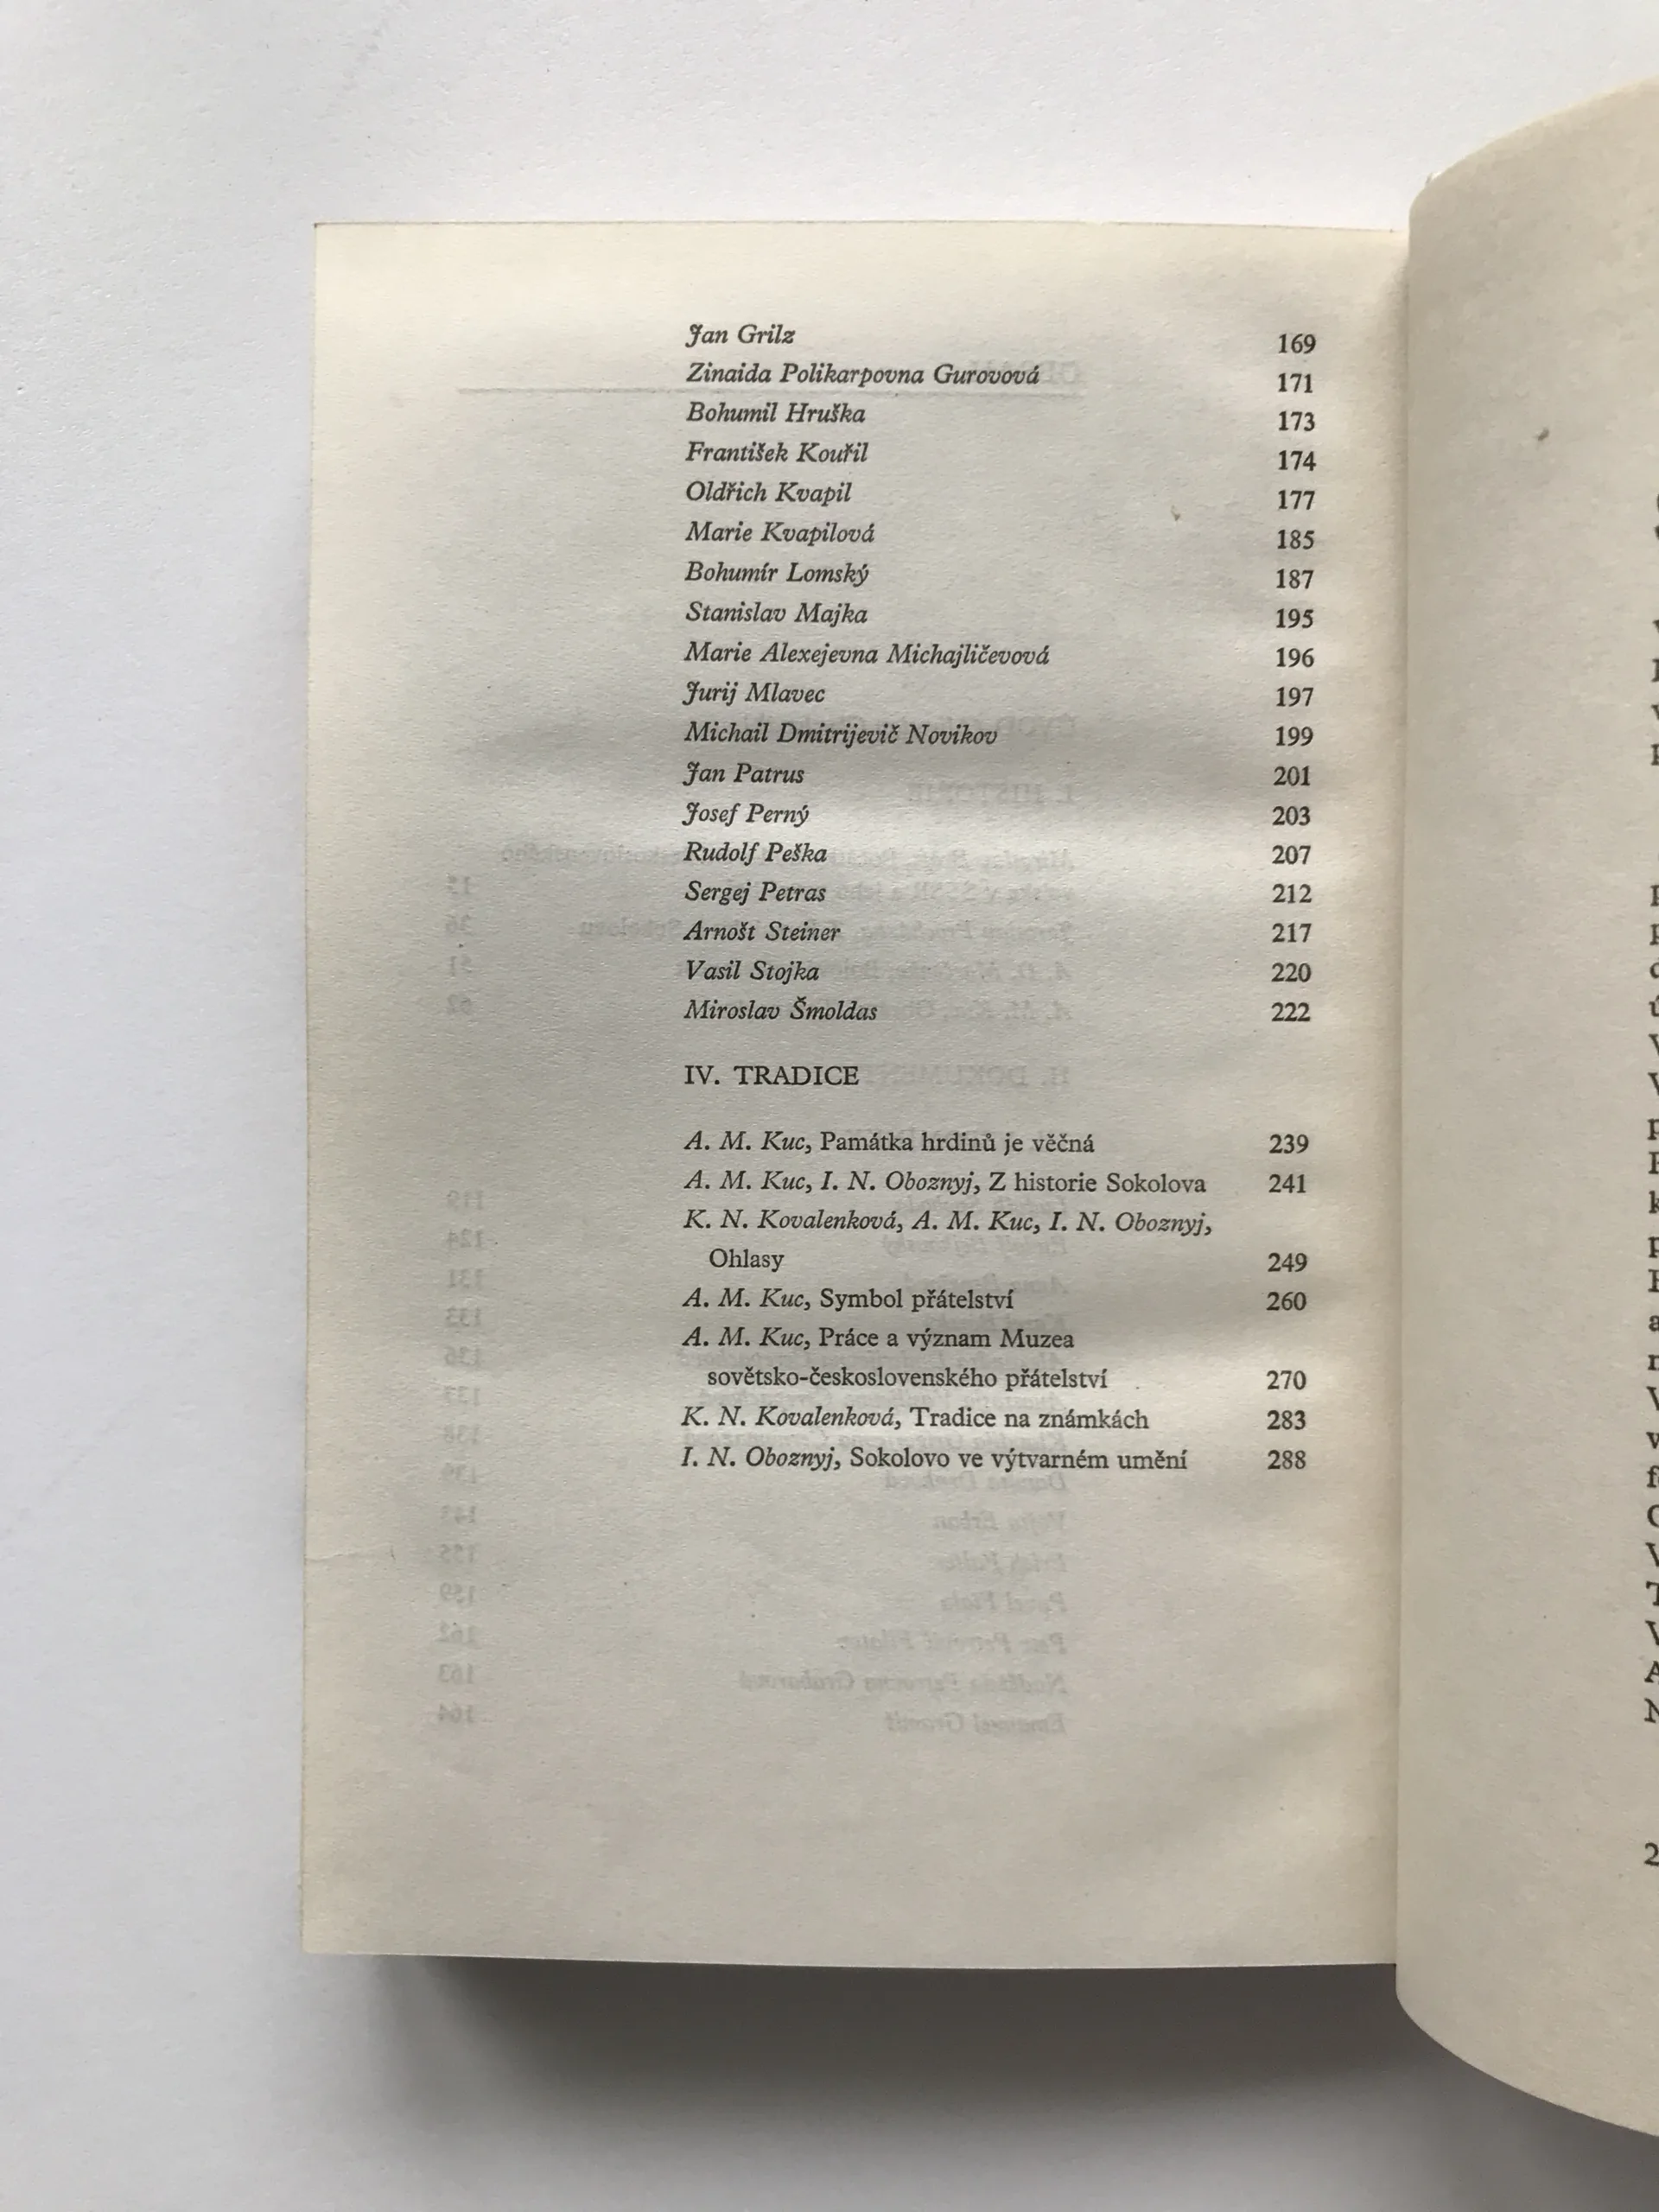 Jan Grilz 169
Zinaida Polikarpovna Gurovová 171
Bohumil Hruška 173
František Kouřil 174
Oldřich Kvapil 177
Marie Kvapilová 185
Bohumír Lomský 187
Stanislav Majka 195
Marie Alexejevna Michajličevová 196
Jurij Mlavec 197
Michail Dmitrijevič Novikov 199
Jan Patrus 201
Josef Perný 203
Rudolf Peška 207
Sergej Petras 212
Arnošt Steiner 217
Vasil Stojka 220
Miroslav Šmoldas 222
IV. TRADICE
A. M. Kuc, Památka hrdinů je věčná 239
A. M. Kuc, I. N. Oboznyj, Z historie Sokolova 241
K. N. Kovalenková, A. M. Kuc, I. N. Oboznyj,
Ohlasy 249
A. M. Kuc, Symbol přátelství 260
A. M. Kuc, Práce a význam Muzea
sovětsko-československého přátelství 270
K. N. Kovalenková, Tradice na známkách 283
I. N. Oboznyj, Sokolovo ve výtvarném umění 288